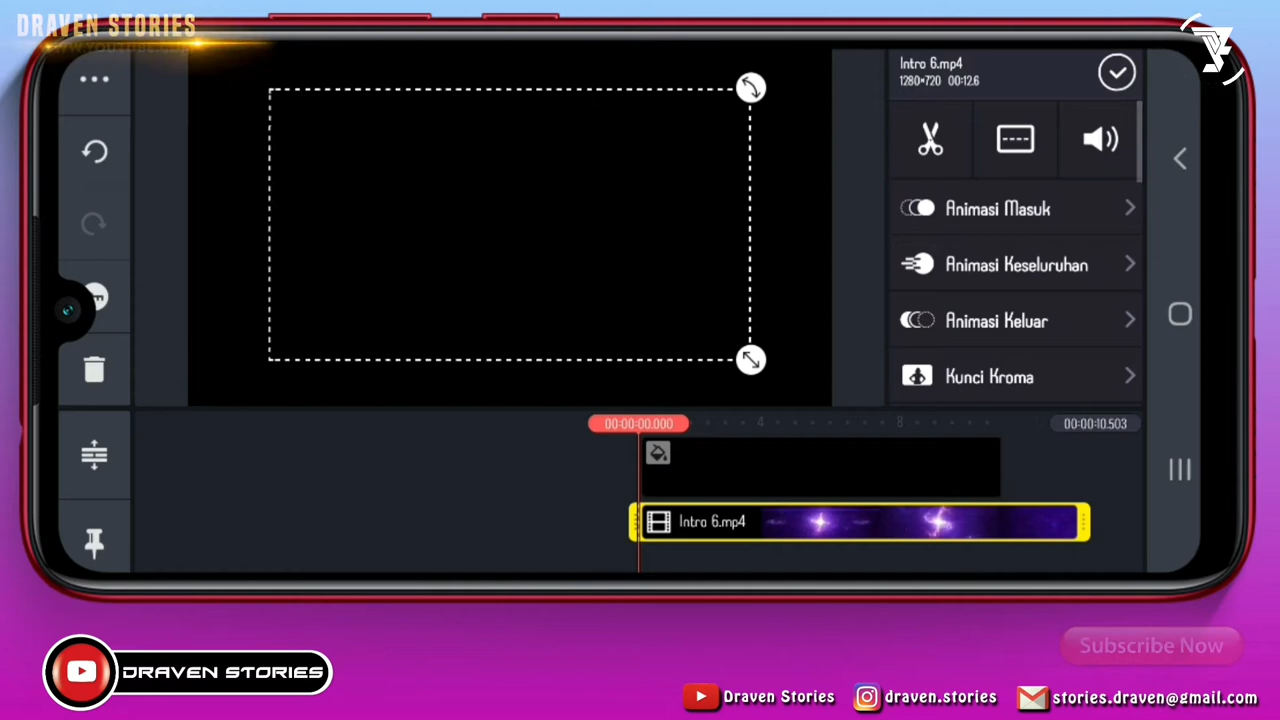 DRAVEN STORIES
Intro 6.mp4
1280×720 00:12.6
Animasi Masuk
Animasi Keseluruhan
Animasi Keluar
Kunci Kroma
00:00:00.000
4
8
00:00:10.503
Intro 6.mp4
Subscribe Now
DRAVEN STORIES
Draven Stories
draven.stories
stories.draven@gmail.com